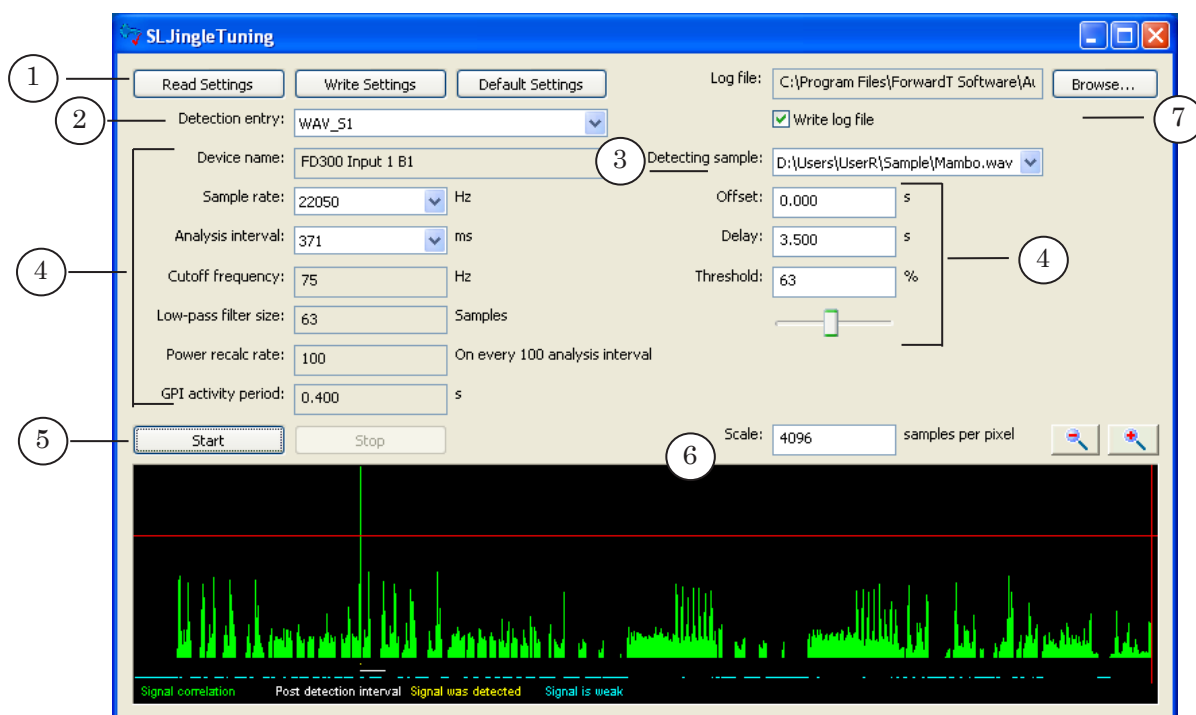 SLJingleTuning
1
Read Settings Write Settings Default Settings Log file: C:\Program Files\ForwardT Software\Au Browse...
2 Detection entry: WAV_S1 Write log file 7
Device name: FD300 Input 1 B1 3 Detecting sample: D:\Users\UserR\Sample\Mambo.wav
Sample rate: 22050 Hz Offset: 0.000 s
Analysis interval: 371 ms Delay: 3.500 s
4 Cutoff frequency: 75 Hz Threshold: 63 % 4
Low-pass filter size: 63 Samples
Power recalc rate: 100 On every 100 analysis interval
GPI activity period: 0.400 s
5 Start Stop 6 Scale: 4096 samples per pixel
Signal correlation Post detection interval Signal was detected Signal is weak